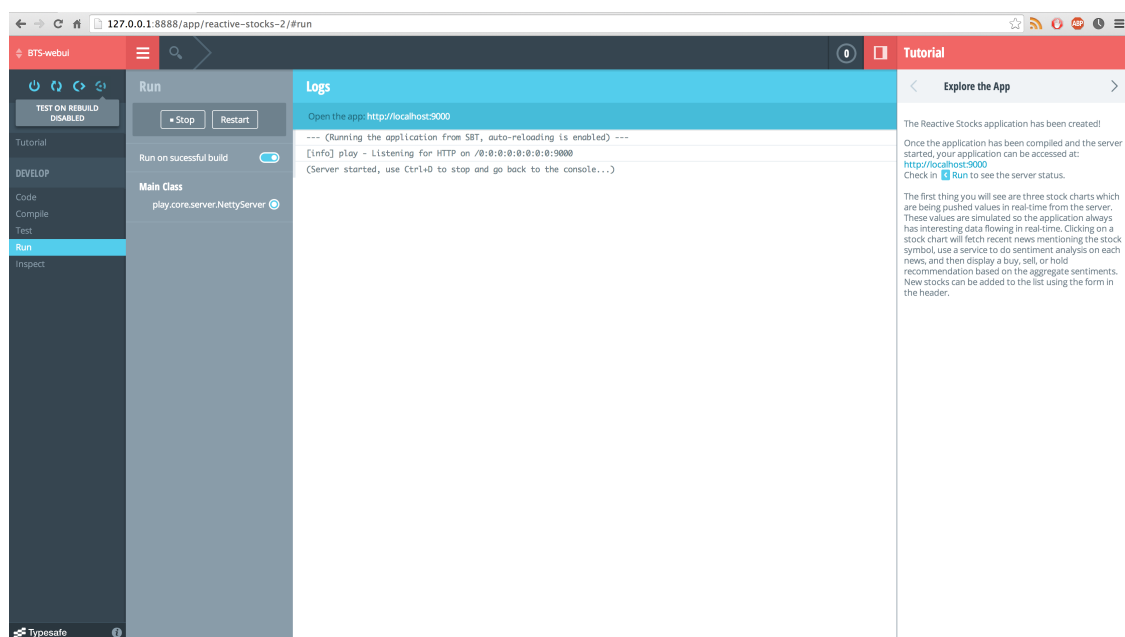 127.0.0.1:8888/app/reactive-stocks-2/#run
ABP
BTS-webui
0
Tutorial
TEST ON REBUILD
DISABLED
Tutorial
DEVELOP
Code
Compile
Test
Run
Inspect
Typesafe
Run
Stop
Restart
Run on sucessful build
Main Class
play.core.server.NettyServer
Logs
Open the app: http://localhost:9000
--- (Running the application from SBT, auto-reloading is enabled) ---
[info] play - Listening for HTTP on /0:0:0:0:0:0:0:0:9000
(Server started, use Ctrl+D to stop and go back to the console...)
Explore the App
The Reactive Stocks application has been created!
Once the application has been compiled and the server
started, your application can be accessed at:
http://localhost:9000
Check in Run to see the server status.
The first thing you will see are three stock charts which
are being pushed values in real-time from the server.
These values are simulated so the application always
has interesting data flowing in real-time. Clicking on a
stock chart will fetch recent news mentioning the stock
symbol, use a service to do sentiment analysis on each
news, and then display a buy, sell, or hold
recommendation based on the aggregate sentiments.
New stocks can be added to the list using the form in
the header.